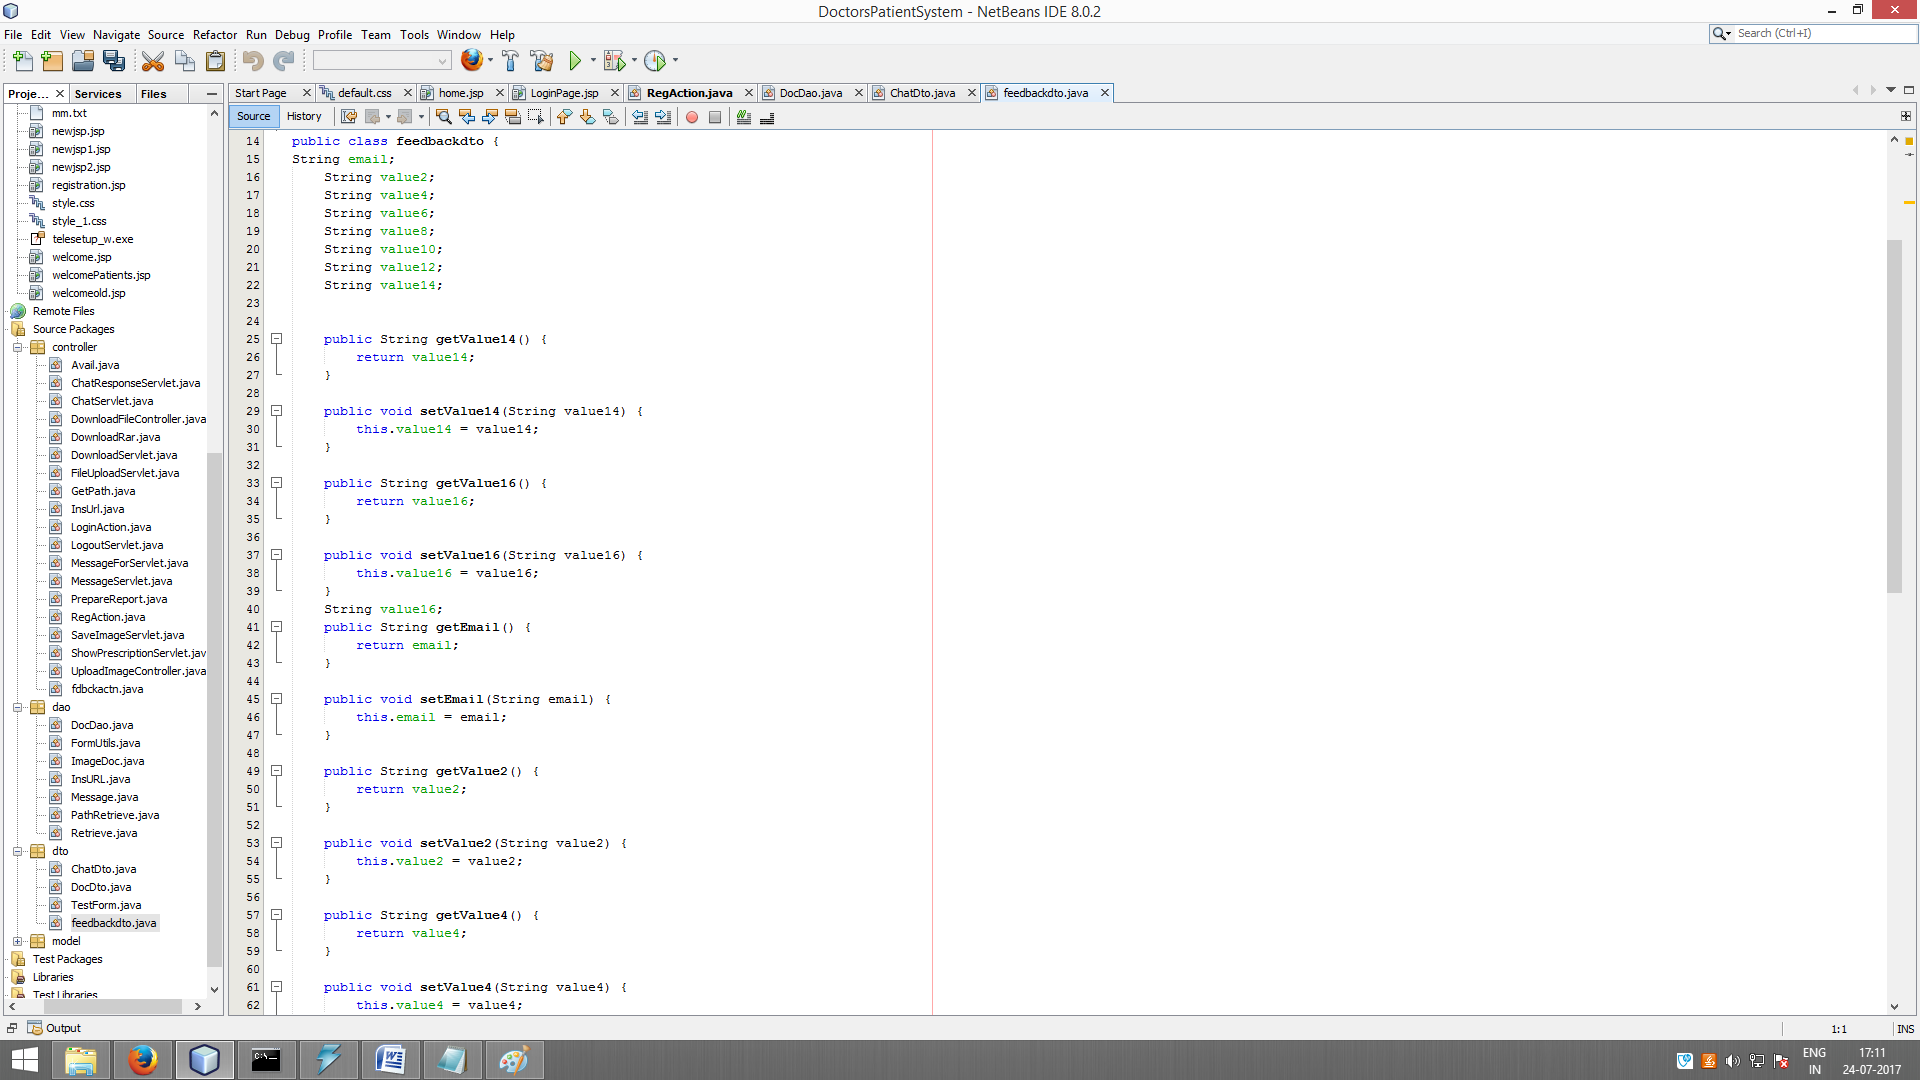 DoctorsPatientSystem - NetBeans IDE 8.0.2
File Edit View Navigate Source Refactor Run Debug Profile Team Tools Window Help
Search (Ctrl+I)
Proje... Services Files
Start Page default.css home.jsp LoginPage.jsp RegAction.java DocDao.java ChatDto.java feedbackdto.java
Source History
mm.txt
newjsp.jsp
newjsp1.jsp
newjsp2.jsp
registration.jsp
style.css
style_1.css
telesetup_w.exe
welcome.jsp
welcomePatients.jsp
welcomeold.jsp
Remote Files
Source Packages
controller
Avail.java
ChatResponseServlet.java
ChatServlet.java
DownloadFileController.java
DownloadRar.java
DownloadServlet.java
FileUploadServlet.java
GetPath.java
InsUrl.java
LoginAction.java
LogoutServlet.java
MessageForServlet.java
MessageServlet.java
PrepareReport.java
RegAction.java
SaveImageServlet.java
ShowPrescriptionServlet.jav
UploadImageController.java
fdbckactn.java
dao
DocDao.java
FormUtils.java
ImageDoc.java
InsURL.java
Message.java
PathRetrieve.java
Retrieve.java
dto
ChatDto.java
DocDto.java
TestForm.java
feedbackdto.java
model
Test Packages
Libraries
Test Libraries
14 public class feedbackdto {
15 String email;
16 String value2;
17 String value4;
18 String value6;
19 String value8;
20 String value10;
21 String value12;
22 String value14;
23
24
25 public String getValue14() {
26 return value14;
27 }
28
29 public void setValue14(String value14) {
30 this.value14 = value14;
31 }
32
33 public String getValue16() {
34 return value16;
35 }
36
37 public void setValue16(String value16) {
38 this.value16 = value16;
39 }
40 String value16;
41 public String getEmail() {
42 return email;
43 }
44
45 public void setEmail(String email) {
46 this.email = email;
47 }
48
49 public String getValue2() {
50 return value2;
51 }
52
53 public void setValue2(String value2) {
54 this.value2 = value2;
55 }
56
57 public String getValue4() {
58 return value4;
59 }
60
61 public void setValue4(String value4) {
62 this.value4 = value4;
Output
1:1 INS
ENG 17:11
IN 24-07-2017